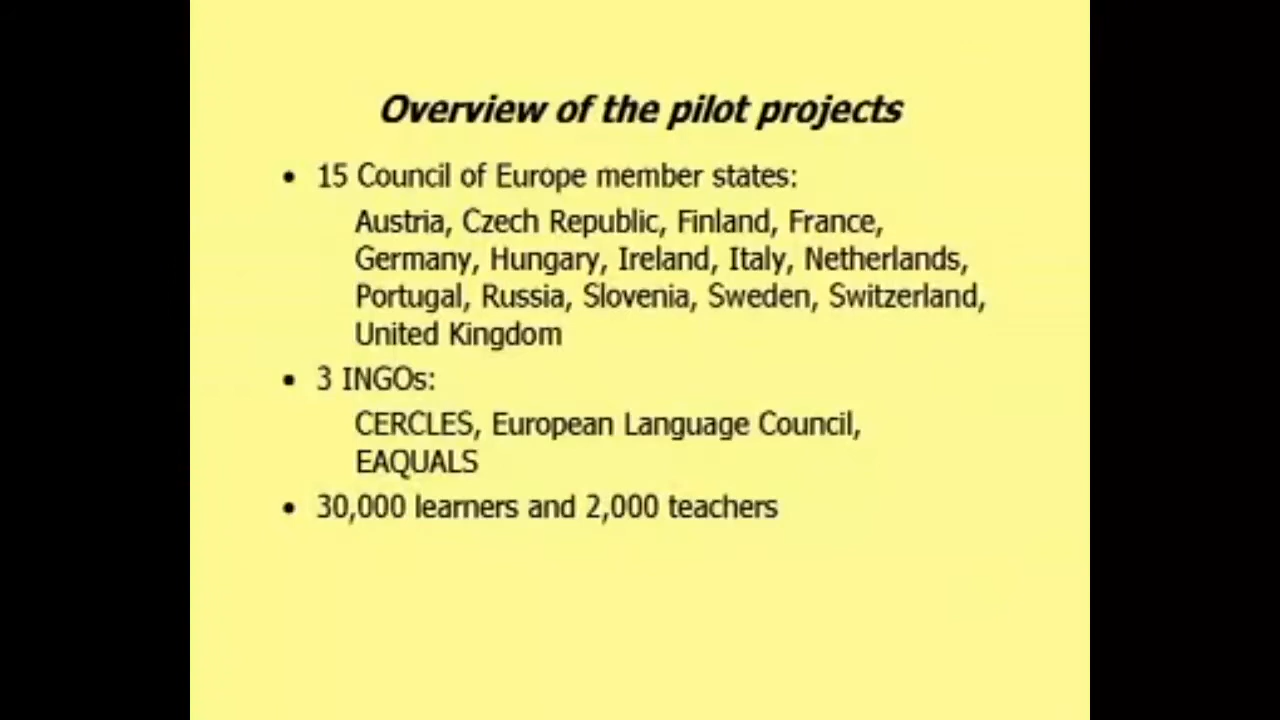 Overview of the pilot projects
• 15 Council of Europe member states:
Austria, Czech Republic, Finland, France,
Germany, Hungary, Ireland, Italy, Netherlands,
Portugal, Russia, Slovenia, Sweden, Switzerland,
United Kingdom
• 3 INGOs:
CERCLES, European Language Council,
EAQUALS
• 30,000 learners and 2,000 teachers